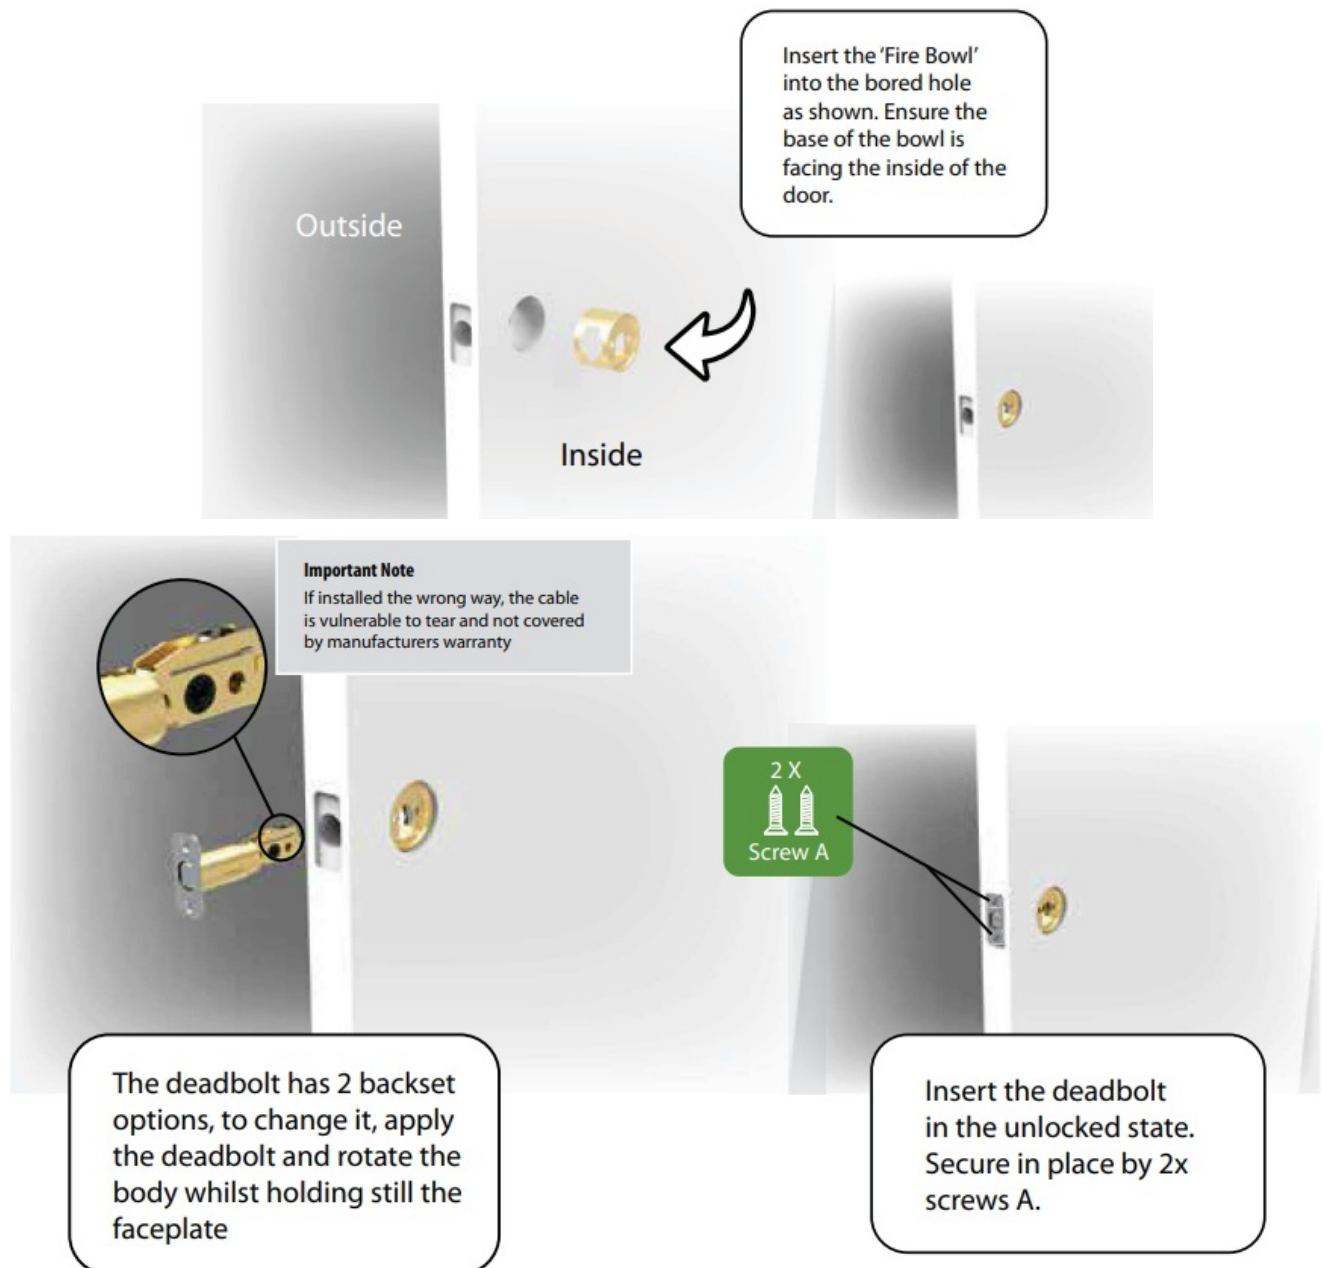 Insert the ‘Fire Bowl’
into the bored hole
as shown. Ensure the
base of the bowl is
facing the inside of the
door.
Outside
Inside
Important Note
If installed the wrong way, the cable
is vulnerable to tear and not covered
by manufacturers warranty
2 X
Screw A
The deadbolt has 2 backset
options, to change it, apply
the deadbolt and rotate the
body whilst holding still the
faceplate
Insert the deadbolt
in the unlocked state.
Secure in place by 2x
screws A.